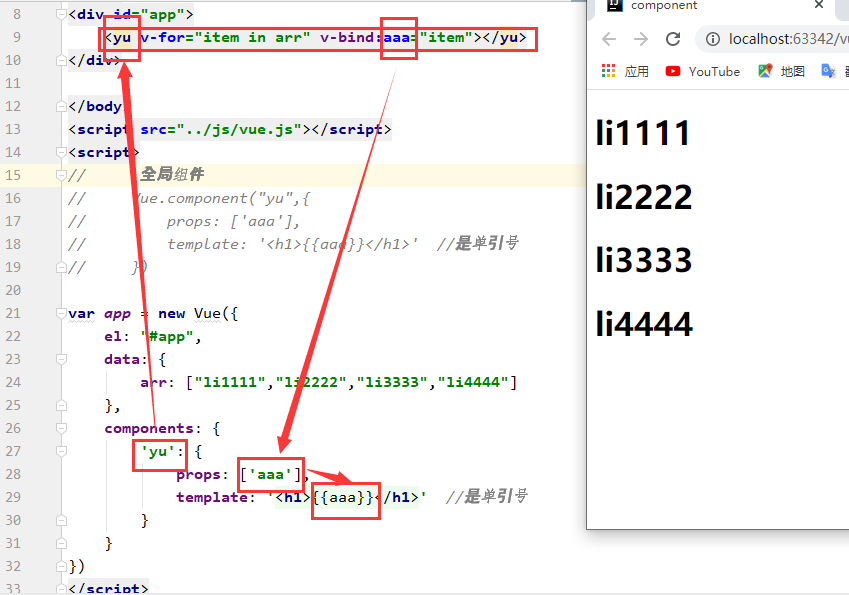 8 <div id="app">
9 <yu v-for="item in arr" v-bind:aaa="item"></yu>
10 </div>
11
12 </body
13 <script src="../js/vue.js"></script>
14 <script>
15 // 全局组件
16 // Vue.component("yu",{
17 // props: ['aaa'],
18 // template: '<h1>{{aaa}}</h1>' //是单引号
19 // })
20
21 var app = new Vue({
22 el: "#app",
23 data: {
24 arr: ["li1111","li2222","li3333","li4444"]
25 },
26 components: {
27 'yu': {
28 props: ['aaa'],
29 template: '<h1>{{aaa}}</h1>' //是单引号
30 }
31 }
32 })
33 </script>
component
localhost:63342/vu
应用 YouTube 地图
li1111
li2222
li3333
li4444